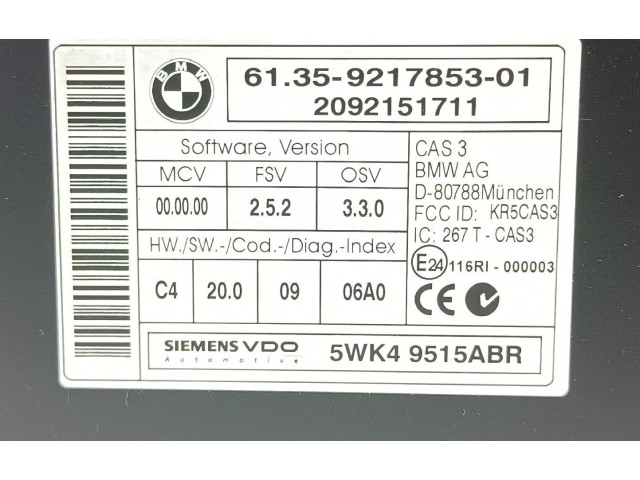 BMW
61.35-9217853-01
2092151711
Software, Version
MCV FSV OSV
00.00.00 2.5.2 3.3.0
HW./SW.-/Cod.-/Diag.-Index
C4 20.0 09 06A0
CAS 3
BMW AG
D-80788München
FCC ID: KR5CAS3
IC: 267 T - CAS3
E24 116RI - 000003
CE N
SIEMENS VDO
Automotive
5WK4 9515ABR